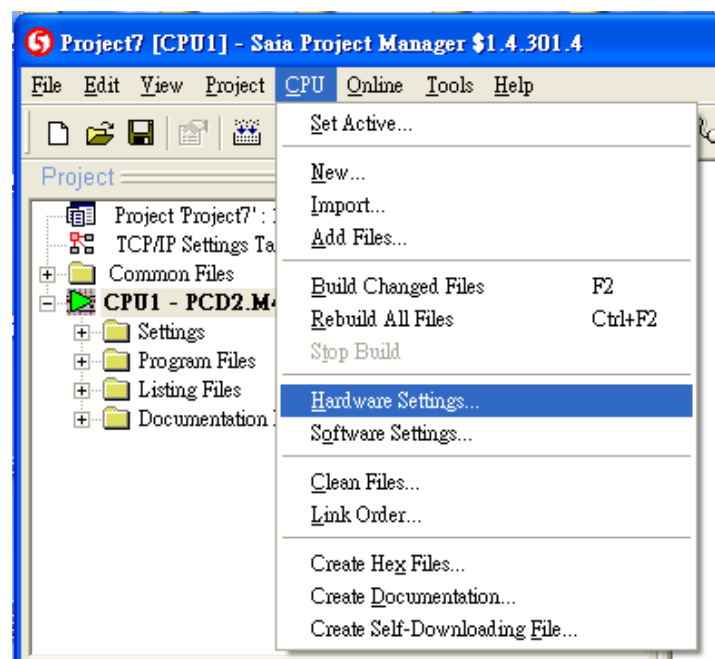 Project7 [CPU1] - Saia Project Manager $1.4.301.4
File Edit View Project CPU Online Tools Help
Project
Project 'Project7' :
TCP/IP Settings Ta
Common Files
CPU1 - PCD2.M4
Settings
Program Files
Listing Files
Documentation
Set Active...
New...
Import...
Add Files...
Build Changed Files F2
Rebuild All Files Ctrl+F2
Stop Build
Hardware Settings...
Software Settings...
Clean Files...
Link Order...
Create Hex Files...
Create Documentation...
Create Self-Downloading File...